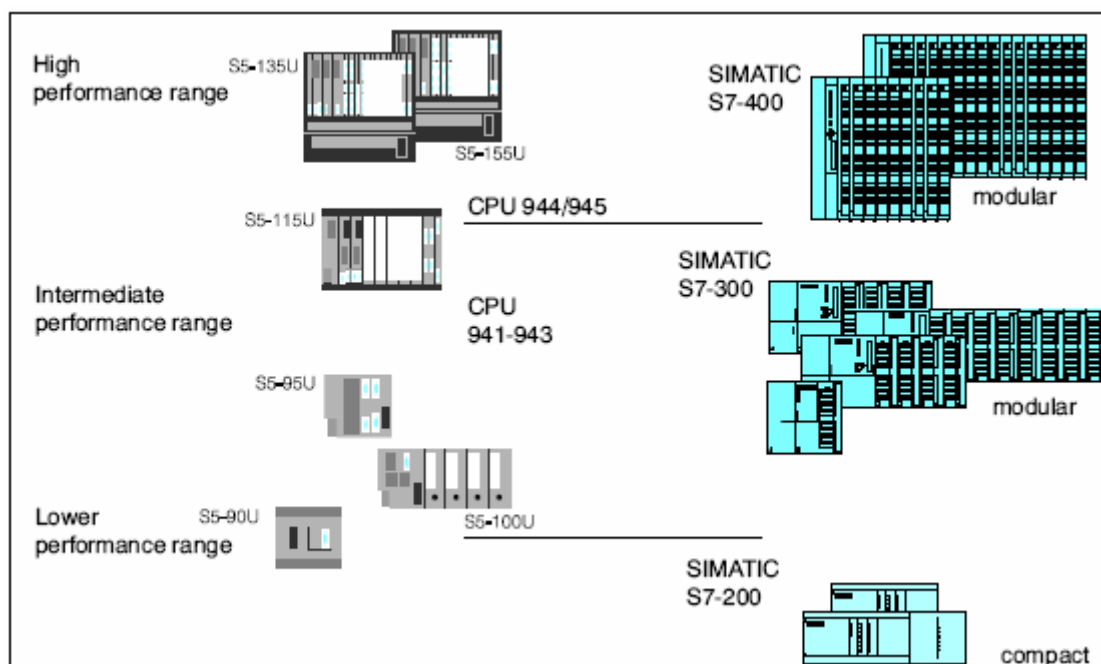 High
performance range
S5-135U
S5-155U
SIMATIC
S7-400
modular
S5-115U
CPU 944/945
Intermediate
performance range
CPU
941-943
SIMATIC
S7-300
modular
S5-95U
S5-100U
Lower
performance range
S5-90U
SIMATIC
S7-200
compact